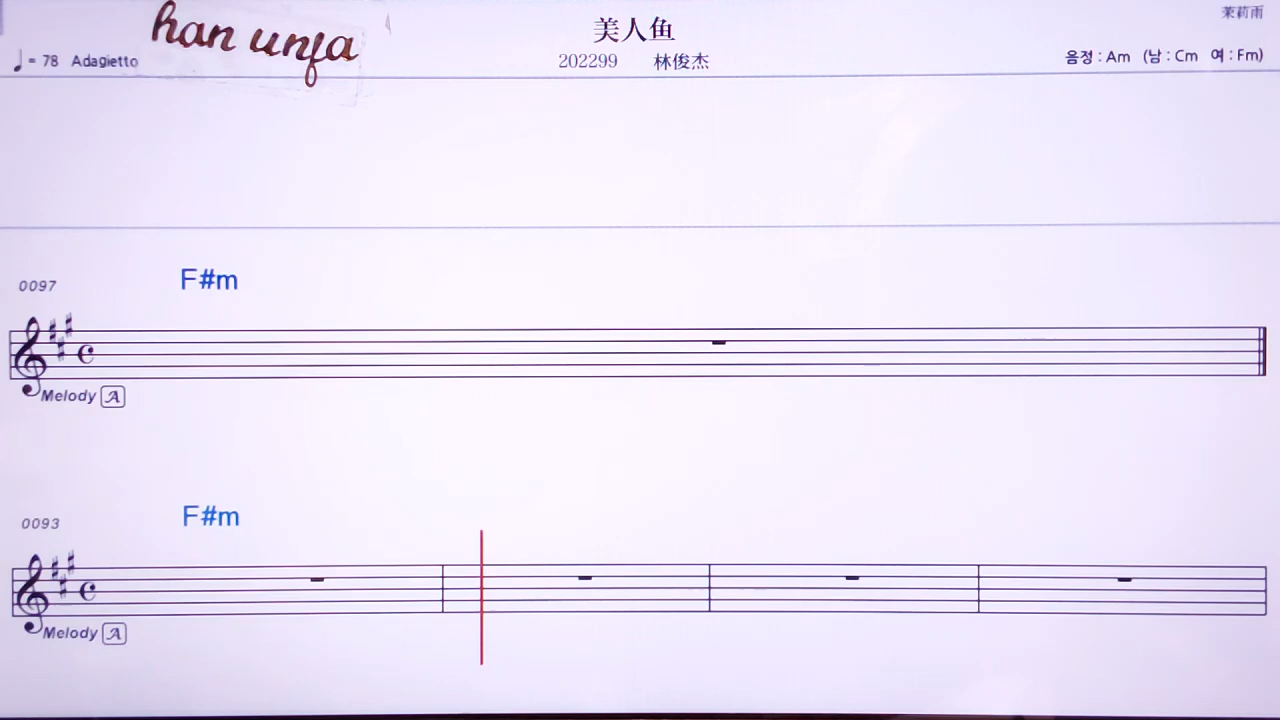 han unfa
美人鱼
茉莉雨
♩ = 78 Adagietto
202299 林俊杰
음정 : Am (남 : Cm 여 : Fm)
0097 F#m
Melody A
0093 F#m
Melody A